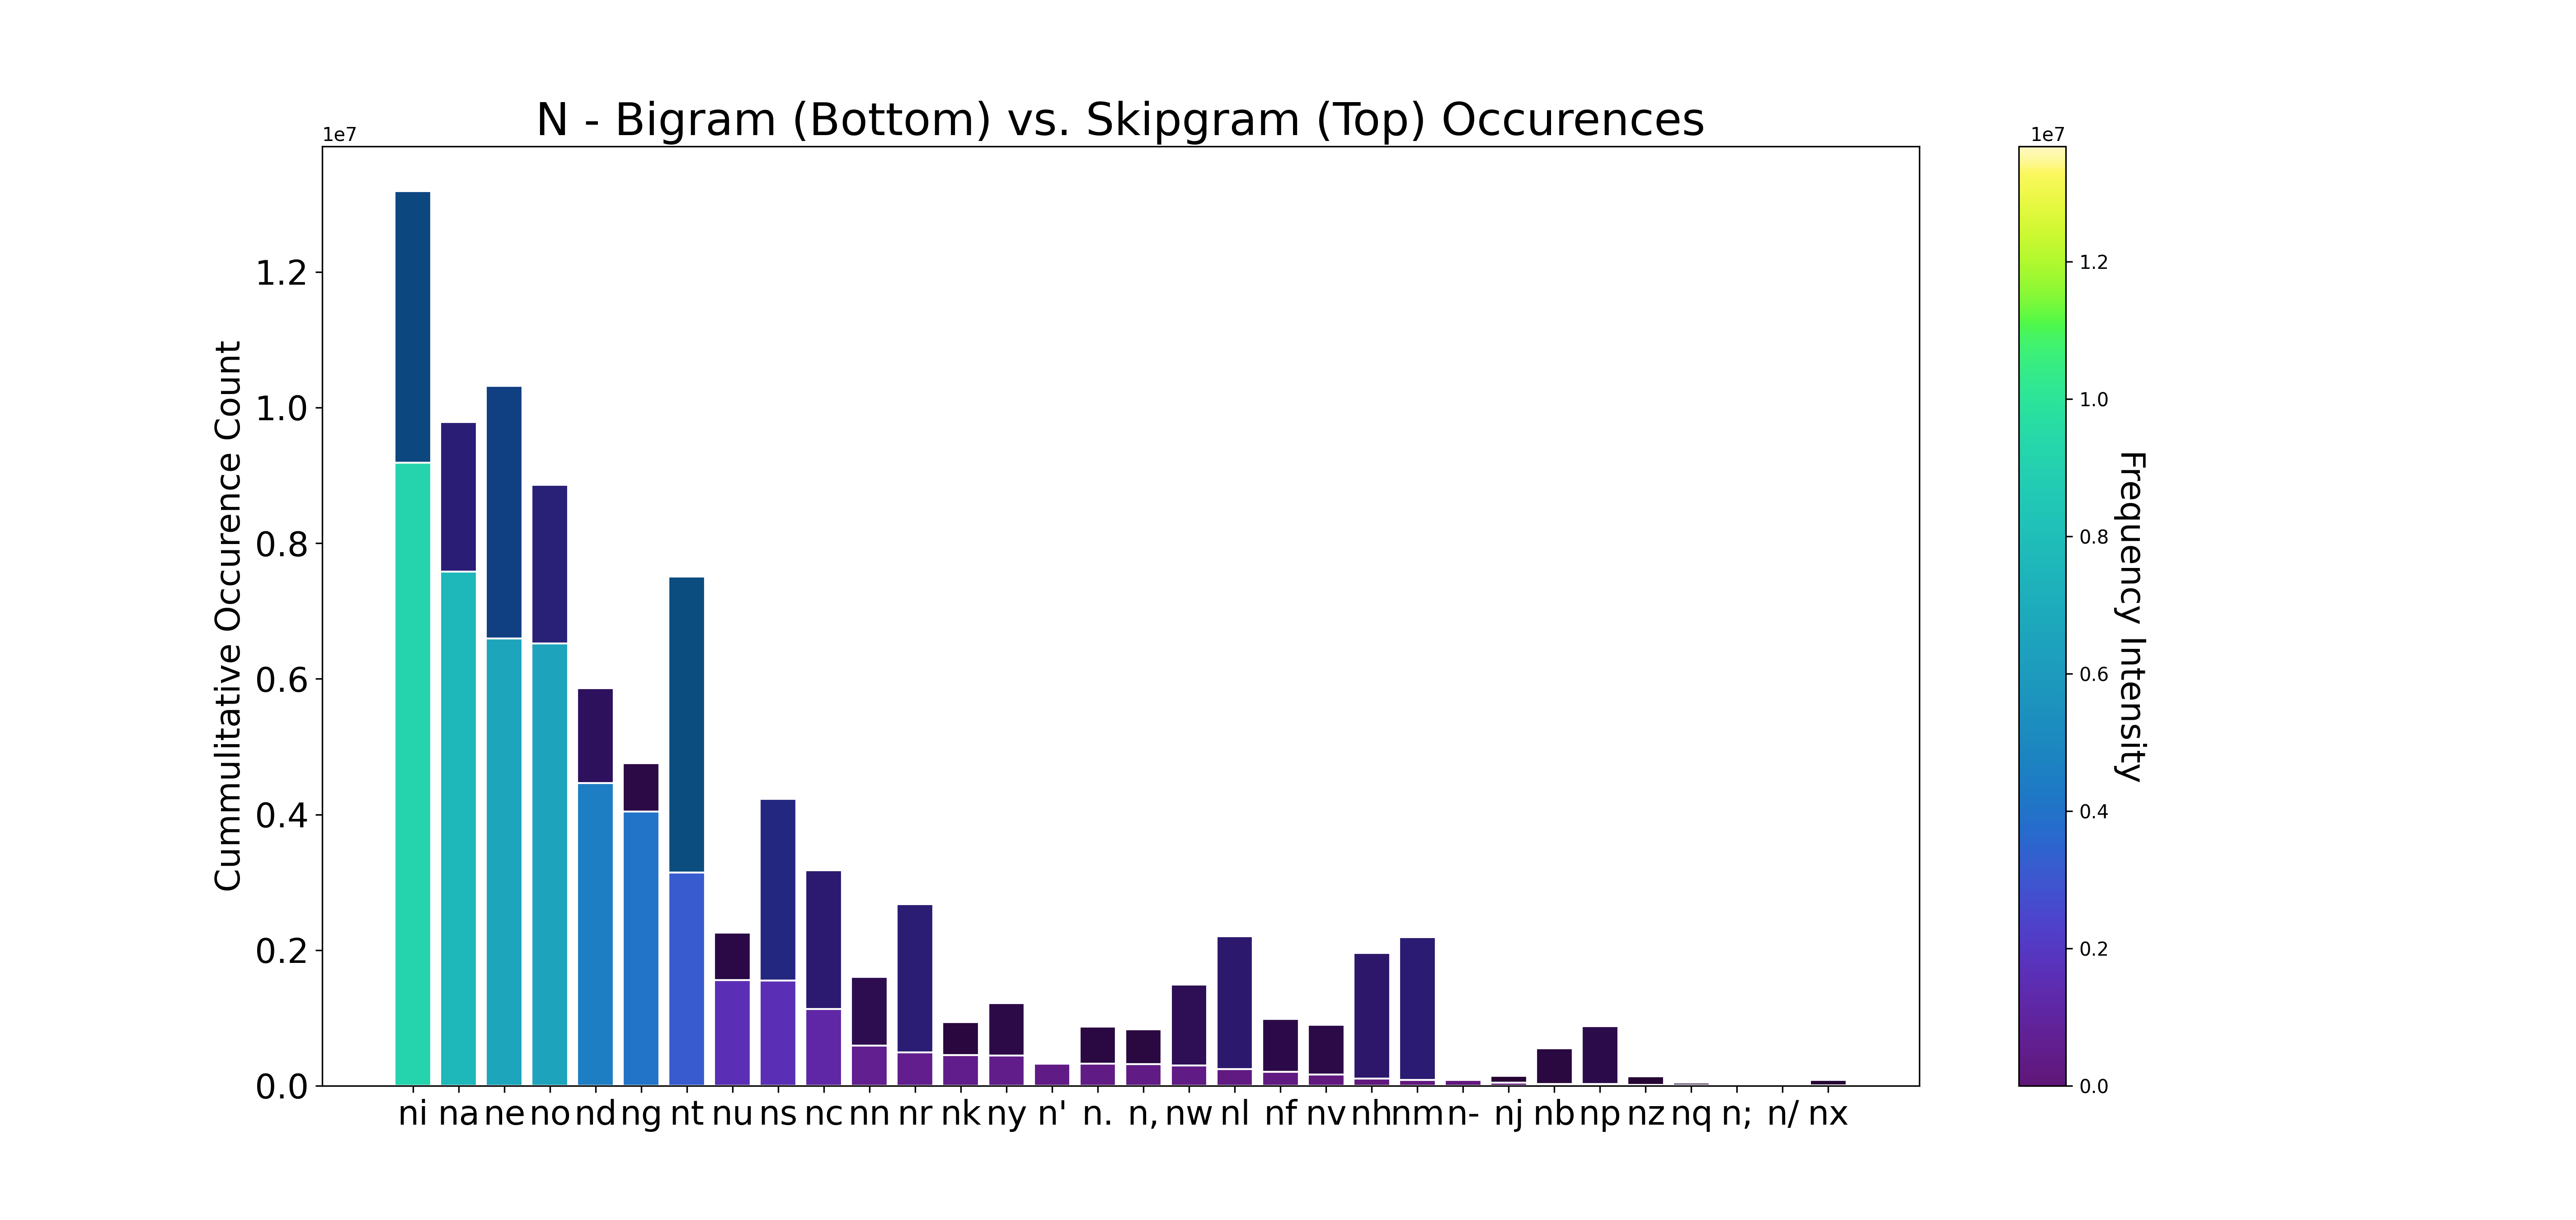 N - Bigram (Bottom) vs. Skipgram (Top) Occurences
1e7
1.2
1.0
0.8
0.6
0.4
0.2
0.0
Cummulitative Occurence Count
ni na ne no nd ng nt nu ns nc nn nr nk ny n' n. n, nw nl nf nv nh nm n- nj nb np nz nq n; n/ nx
1e7
1.2
1.0
0.8
0.6
0.4
0.2
0.0
Frequency Intensity